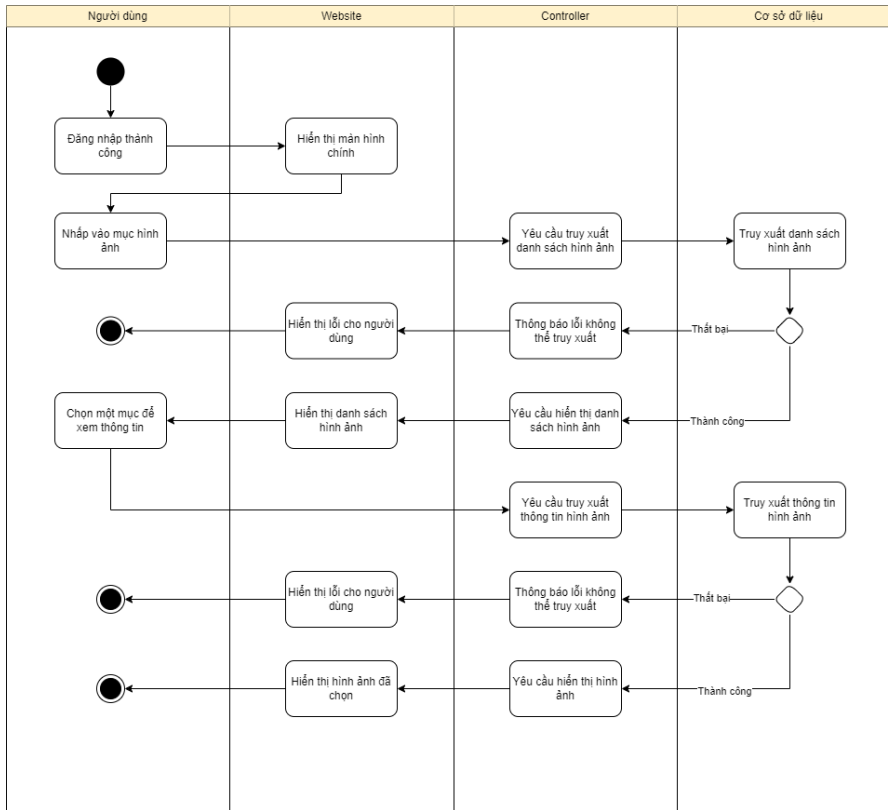 Người dùng
Website
Controller
Cơ sở dữ liệu
Đăng nhập thành
công
Hiển thị màn hình
chính
Nhấp vào mục hình
ảnh
Yêu cầu truy xuất
danh sách hình ảnh
Truy xuất danh sách
hình ảnh
Hiển thị lỗi cho người
dùng
Thông báo lỗi không
thể truy xuất
Thất bại
Chọn một mục để
xem thông tin
Hiển thị danh sách
hình ảnh
Yêu cầu hiển thị danh
sách hình ảnh
Thành công
Yêu cầu truy xuất
thông tin hình ảnh
Truy xuất thông tin
hình ảnh
Hiển thị lỗi cho người
dùng
Thông báo lỗi không
thể truy xuất
Thất bại
Hiển thị hình ảnh đã
chọn
Yêu cầu hiển thị hình
ảnh
Thành công